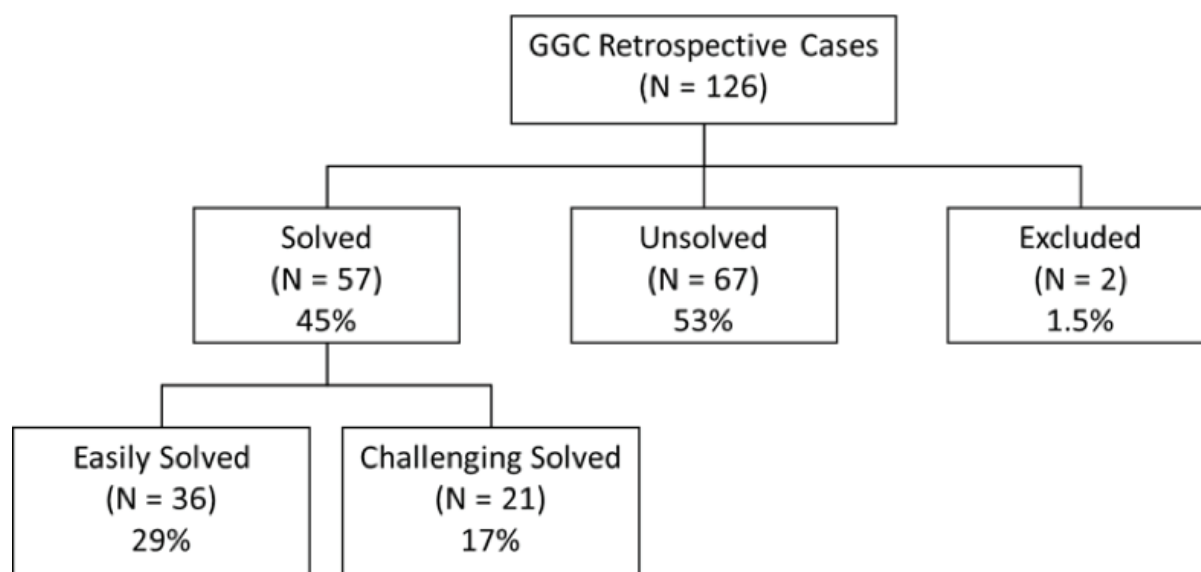 GGC Retrospective Cases
(N = 126)
Solved
(N = 57)
45%
Unsolved
(N = 67)
53%
Excluded
(N = 2)
1.5%
Easily Solved
(N = 36)
29%
Challenging Solved
(N = 21)
17%